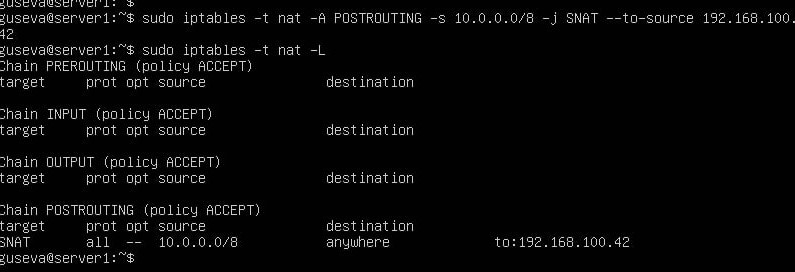 guseva@server1:~$
guseva@server1:~$ sudo iptables -t nat -A POSTROUTING -s 10.0.0.0/8 -j SNAT --to-source 192.168.100.
42
guseva@server1:~$ sudo iptables -t nat -L
Chain PREROUTING (policy ACCEPT)
target     prot opt source               destination

Chain INPUT (policy ACCEPT)
target     prot opt source               destination

Chain OUTPUT (policy ACCEPT)
target     prot opt source               destination

Chain POSTROUTING (policy ACCEPT)
target     prot opt source               destination
SNAT       all  --  10.0.0.0/8           anywhere             to:192.168.100.42
guseva@server1:~$